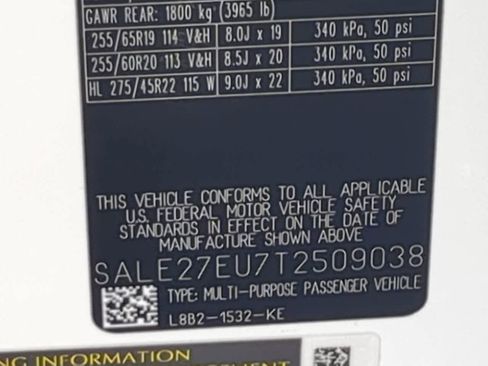 GAWR REAR: 1800 kg (3965 lb)
255/65R19 114 V&H 8.0J x 19 340 kPa, 50 psi
255/60R20 113 V&H 8.5J x 20 340 kPa, 50 psi
HL 275/45R22 115 W 9.0J x 22 340 kPa, 50 psi
THIS VEHICLE CONFORMS TO ALL APPLICABLE
U.S. FEDERAL MOTOR VEHICLE SAFETY
STANDARDS IN EFFECT ON THE DATE OF
MANUFACTURE SHOWN ABOVE
SALE27EU7T2509038
TYPE: MULTI-PURPOSE PASSENGER VEHICLE
L8B2-1532-KE
NG INFORMATION